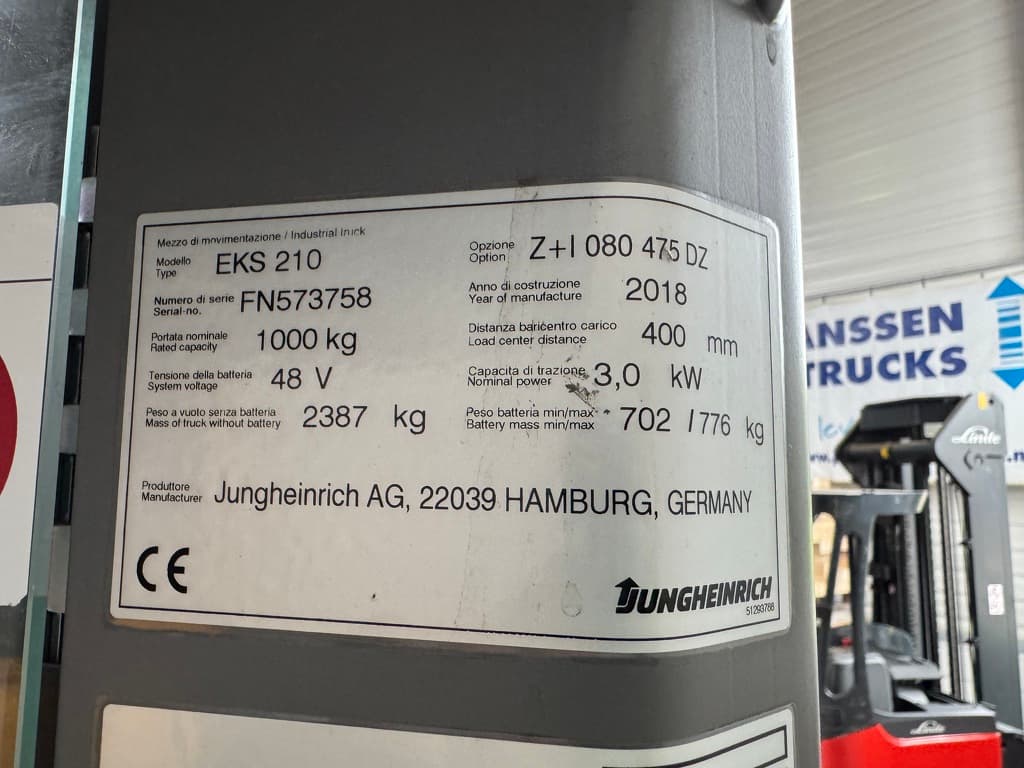 Mezzo di movimentazione / Industrial truck
Modello
Type
EKS 210
Opzione
Option
Z+I 080 475 DZ
Numero di serie
Serial-no.
FN573758
Anno di costruzione
Year of manufacture
2018
Portata nominale
Rated capacity
1000 kg
Distanza baricentro carico
Load center distance
400 mm
Tensione della batteria
System voltage
48 V
Capacita di trazione
Nominal power
3,0 kW
Peso a vuoto senza batteria
Mass of truck without battery
2387 kg
Peso batteria min/max
Battery mass min/max
702 / 776 kg
Produttore
Manufacturer
Jungheinrich AG, 22039 HAMBURG, GERMANY
CE
JUNGHEINRICH
51293788
ANSSEN
TRUCKS
Linde
Linde